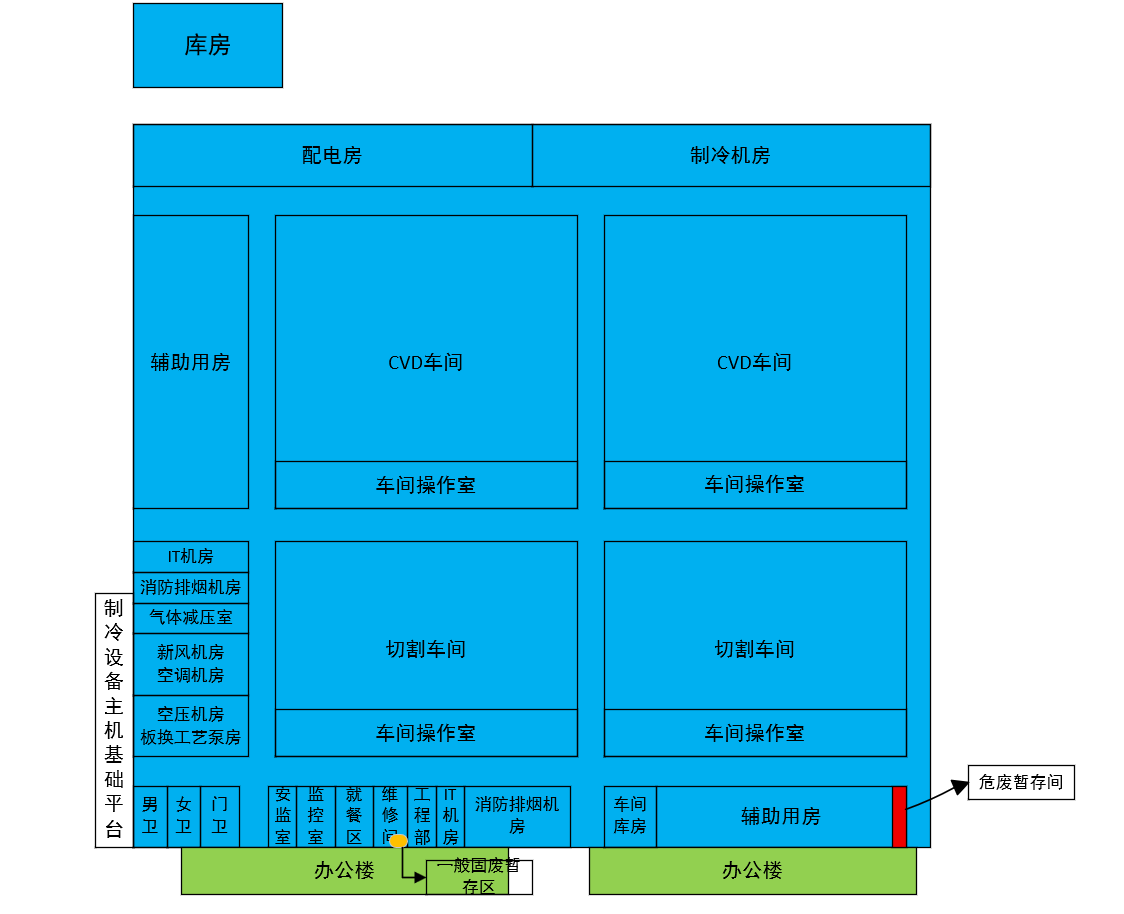 库房
配电房
制冷机房
辅助用房
CVD车间
CVD车间
车间操作室
车间操作室
IT机房
消防排烟机房
气体减压室
新风机房
空调机房
空压机房
板换工艺泵房
制
冷
设
备
主
机
基
础
平
台
切割车间
切割车间
车间操作室
车间操作室
男
卫
女
卫
门
卫
安
监
室
监
控
室
就
餐
区
维
修
间
工
程
部
IT
机
房
消防排烟机
房
车间
库房
辅助用房
危废暂存间
办公楼
一般固废暂
存区
办公楼